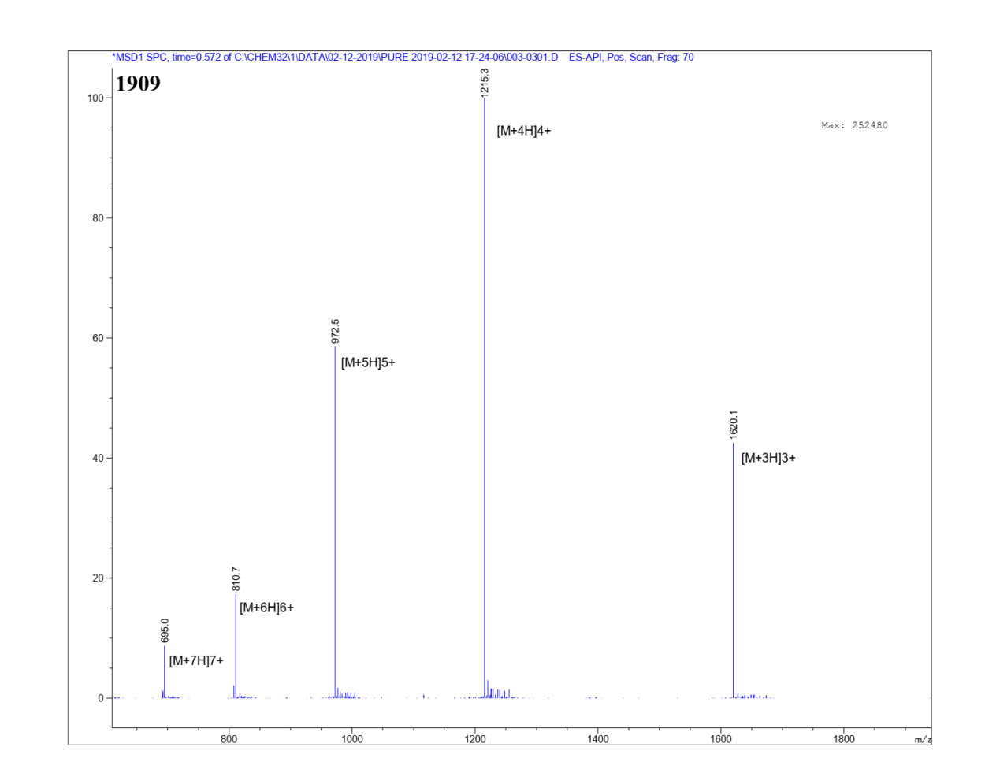 *MSD1 SPC, time=0.572 of C:\CHEM32\1\DATA\02-12-2019\PURE 2019-02-12 17-24-06\003-0301.D ES-API, Pos, Scan, Frag: 70
1909
1215.3
100
Max: 252480
[M+4H]4+
80
972.5
60
[M+5H]5+
1620.1
40
[M+3H]3+
810.7
20
[M+6H]6+
695.0
[M+7H]7+
0
800 1000 1200 1400 1600 1800 m/z